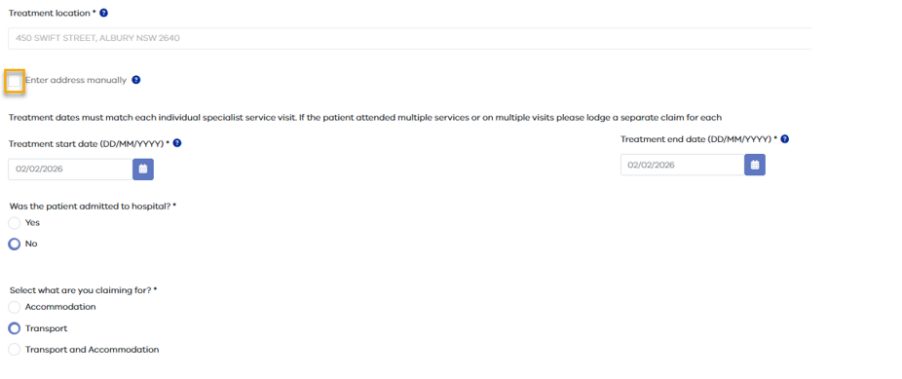 Treatment location *
450 SWIFT STREET, ALBURY NSW 2640
Enter address manually
Treatment dates must match each individual specialist service visit. If the patient attended multiple services or on multiple visits please lodge a separate claim for each
Treatment start date (DD/MM/YYYY) *
Treatment end date (DD/MM/YYYY) *
02/02/2026
02/02/2026
Was the patient admitted to hospital? *
Yes
No
Select what are you claiming for? *
Accommodation
Transport
Transport and Accommodation